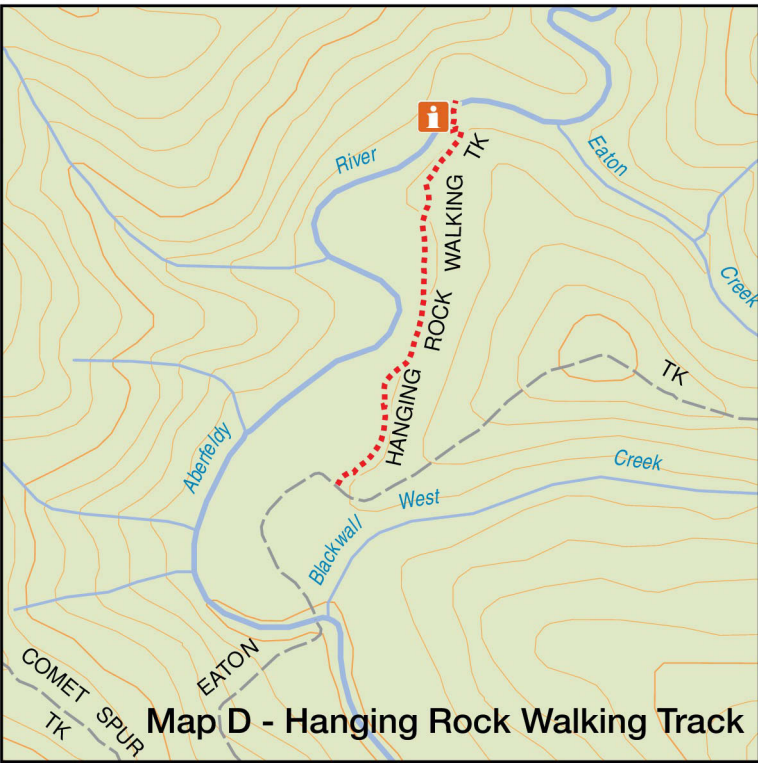 i
River
TK
Eaton
Creek
HANGING ROCK WALKING
TK
Aberfeldy
Creek
West
Blackwall
EATON
COMET SPUR
TK
Map D - Hanging Rock Walking Track